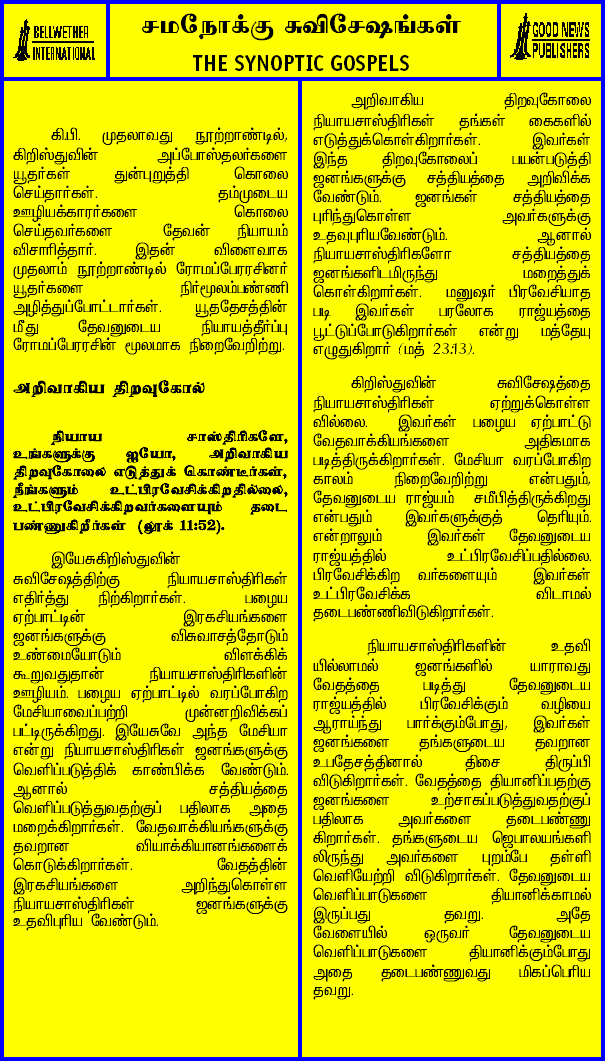 BELLWETHER
INTERNATIONAL
சமநோக்கு சுவிசேஷங்கள்
THE SYNOPTIC GOSPELS
GOOD NEWS
PUBLISHERS
கி.பி. முதலாவது நூற்றாண்டில்,
கிறிஸ்துவின் அப்போஸ்தலர்களை
யூதர்கள் துன்புறுத்தி கொலை
செய்தார்கள். தம்முடைய
ஊழியக்காரர்களை கொலை
செய்தவர்களை தேவன் நியாயம்
விசாரித்தார். இதன் விளைவாக
முதலாம் நூற்றாண்டில் ரோமப்பேரரசினர்
யூதர்களை நிர்மூலம்பண்ணி
அழித்துப்போட்டார்கள். யூததேசத்தின்
மீது தேவனுடைய நியாயத்தீர்ப்பு
ரோமப்பேரரசின் மூலமாக நிறைவேறிற்று.
அறிவாகிய திறவுகோல்
நியாய சாஸ்திரிகளே,
உங்களுக்கு ஐயோ, அறிவாகிய
திறவுகோலை எடுத்துக் கொண்டீர்கள்,
நீங்களும் உட்பிரவேசிக்கிறதில்லை,
உட்பிரவேசிக்கிறவர்களையும் தடை
பண்ணுகிறீர்கள் (லூக் 11:52).
இயேசுகிறிஸ்துவின்
சுவிசேஷத்திற்கு நியாயசாஸ்திரிகள்
எதிர்த்து நிற்கிறார்கள். பழைய
ஏற்பாட்டின் இரகசியங்களை
ஜனங்களுக்கு விசுவாசத்தோடும்
உண்மையோடும் விளக்கிக்
கூறுவதுதான் நியாயசாஸ்திரிகளின்
ஊழியம். பழைய ஏற்பாட்டில் வரப்போகிற
மேசியாவைப்பற்றி முன்னறிவிக்கப்
பட்டிருக்கிறது. இயேசுவே அந்த மேசியா
என்று நியாயசாஸ்திரிகள் ஜனங்களுக்கு
வெளிப்படுத்திக் காண்பிக்க வேண்டும்.
ஆனால் சத்தியத்தை
வெளிப்படுத்துவதற்குப் பதிலாக அதை
மறைக்கிறார்கள். வேதவாக்கியங்களுக்கு
தவறான வியாக்கியானங்களைக்
கொடுக்கிறார்கள். வேதத்தின்
இரகசியங்களை அறிந்துகொள்ள
நியாயசாஸ்திரிகள் ஜனங்களுக்கு
உதவிபுரிய வேண்டும்.
அறிவாகிய திறவுகோலை
நியாயசாஸ்திரிகள் தங்கள் கைகளில்
எடுத்துக்கொள்கிறார்கள். இவர்கள்
இந்த திறவுகோலைப் பயன்படுத்தி
ஜனங்களுக்கு சத்தியத்தை அறிவிக்க
வேண்டும். ஜனங்கள் சத்தியத்தை
புரிந்துகொள்ள அவர்களுக்கு
உதவுபுரியவேண்டும். ஆனால்
நியாயசாஸ்திரிகளோ சத்தியத்தை
ஜனங்களிடமிருந்து மறைத்துக்
கொள்கிறார்கள். மனுஷர் பிரவேசியாத
படி இவர்கள் பரலோக ராஜ்யத்தை
பூட்டுப்போடுகிறார்கள் என்று மத்தேயு
எழுதுகிறார் (மத் 23:13).
கிறிஸ்துவின் சுவிசேஷத்தை
நியாயசாஸ்திரிகள் ஏற்றுக்கொள்ள
வில்லை. இவர்கள் பழைய ஏற்பாட்டு
வேதவாக்கியங்களை அதிகமாக
படித்திருக்கிறார்கள். மேசியா வரப்போகிற
காலம் நிறைவேறிற்று என்பதும்,
தேவனுடைய ராஜ்யம் சமீபித்திருக்கிறது
என்பதும் இவர்களுக்குத் தெரியும்.
என்றாலும் இவர்கள் தேவனுடைய
ராஜ்யத்தில் உட்பிரவேசிப்பதில்லை.
பிரவேசிக்கிற வர்களையும் இவர்கள்
உட்பிரவேசிக்க விடாமல்
தடைபண்ணிவிடுகிறார்கள்.
நியாயசாஸ்திரிகளின் உதவி
யில்லாமல் ஜனங்களில் யாராவது
வேதத்தை படித்து தேவனுடைய
ராஜ்யத்தில் பிரவேசிக்கும் வழியை
ஆராய்ந்து பார்க்கும்போது, இவர்கள்
ஜனங்களை தங்களுடைய தவறான
உபதேசத்தினால் திசை திருப்பி
விடுகிறார்கள். வேதத்தை தியானிப்பதற்கு
ஜனங்களை உற்சாகப்படுத்துவதற்குப்
பதிலாக அவர்களை தடைபண்ணு
கிறார்கள். தங்களுடைய ஜெபாலயங்களி
லிருந்து அவர்களை புறம்பே தள்ளி
வெளியேற்றி விடுகிறார்கள். தேவனுடைய
வெளிப்பாடுகளை தியானிக்காமல்
இருப்பது தவறு. அதே
வேளையில் ஒருவர் தேவனுடைய
வெளிப்பாடுகளை தியானிக்கும்போது
அதை தடைபண்ணுவது மிகப்பெரிய
தவறு.